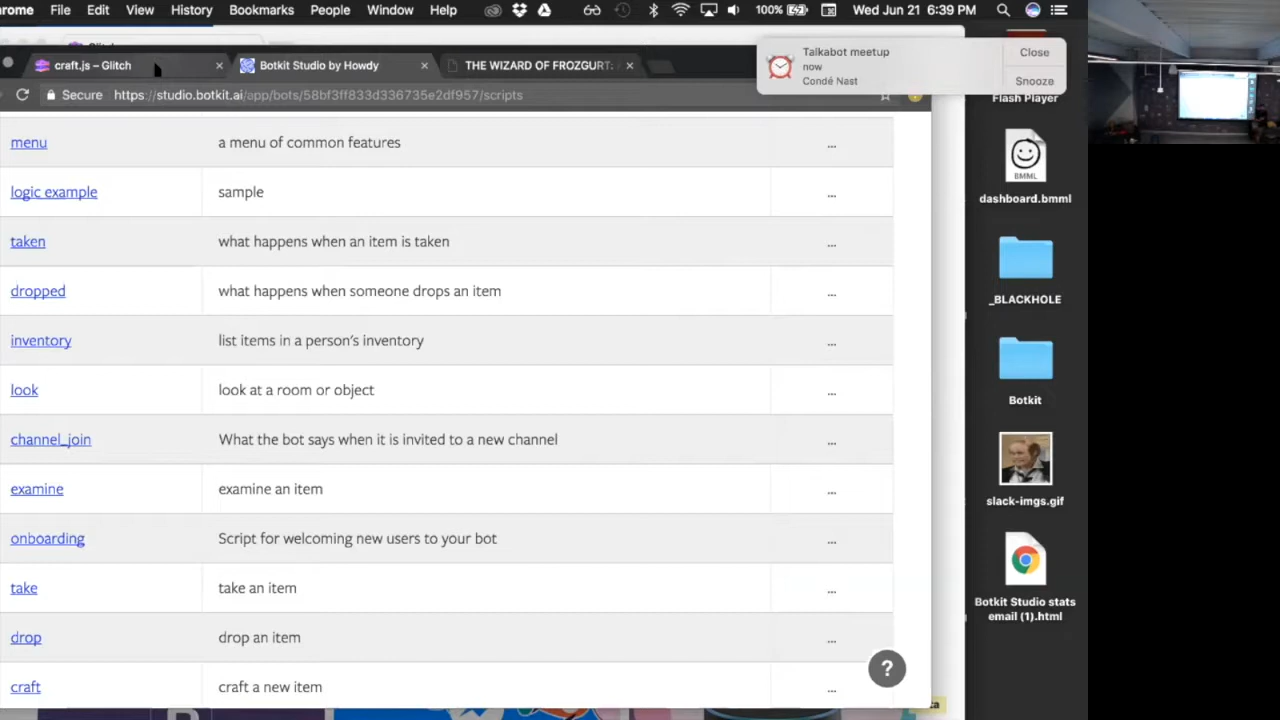 rome File Edit View History Bookmarks People Window Help 100% Wed Jun 21 6:39 PM
craft.js – Glitch × Botkit Studio by Howdy × THE WIZARD OF FROZGURT: ×
Talkabot meetup
now
Condé Nast
Close
Snooze
Secure https://studio.botkit.ai/app/bots/58bf3ff833d336735e2df957/scripts
menu a menu of common features ...
logic example sample ...
taken what happens when an item is taken ...
dropped what happens when someone drops an item ...
inventory list items in a person's inventory ...
look look at a room or object ...
channel_join What the bot says when it is invited to a new channel ...
examine examine an item ...
onboarding Script for welcoming new users to your bot ...
take take an item ...
drop drop an item ...
craft craft a new item ...
?
Flash Player
BMML
dashboard.bmml
_BLACKHOLE
Botkit
slack-imgs.gif
Botkit Studio stats
email (1).html